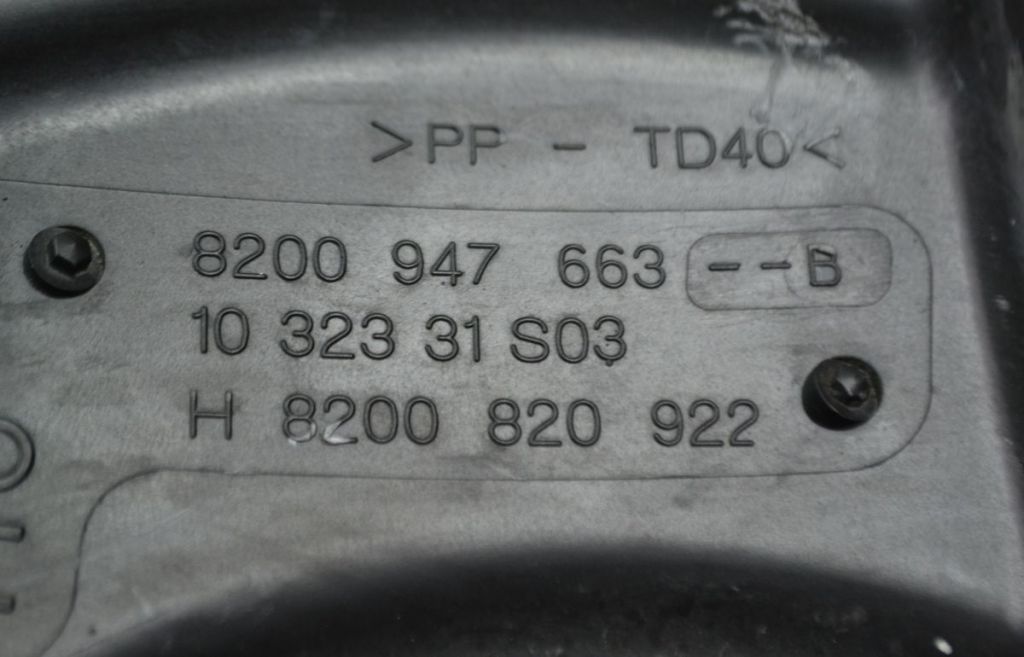 >PP - TD40<
8200 947 663 --B
10 323 31 S03
H 8200 820 922